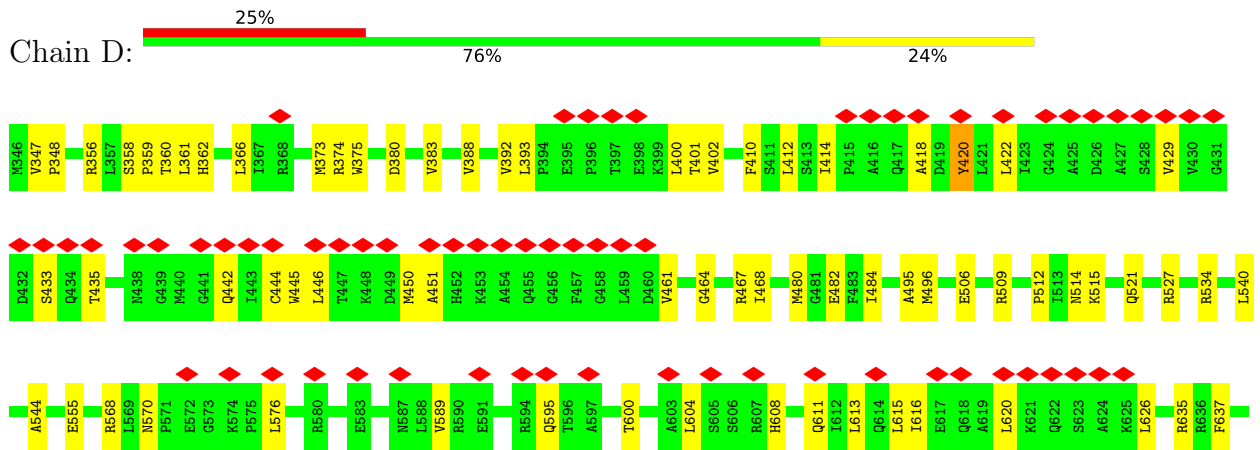 25%
Chain D:
76% 24%
M346 V347 P348 R356 L357 S358 P359 T360 L361 H362 L366 I367 R368 M373 R374 W375 D380 V383 V388 V392 L393 P394 E395 P396 T397 E398 K399 L400 T401 V402 F410 S411 L412 S413 I414 P415 A416 Q417 A418 D419 Y420 L421 L422 I423 G424 A425 D426 A427 S428 V429 V430 G431
D432 S433 Q434 T435 N438 G439 M440 G441 Q442 I443 C444 W445 L446 T447 K448 D449 M450 A451 H452 K453 A454 Q455 G456 F457 G458 L459 D460 V461 G464 R467 I468 M480 G481 E482 F483 I484 A495 M496 E506 R509 P512 I513 N514 K515 Q521 R527 R534 L540
A544 E555 R568 L569 N570 P571 E572 G573 K574 P575 L576 R580 E583 N587 L588 V589 R590 E591 R594 Q595 T596 A597 T600 A603 L604 S605 S606 R607 H608 Q611 I612 L613 Q614 L615 I616 E617 Q618 A619 L620 K621 Q622 S623 A624 K625 L626 R635 R636 F637